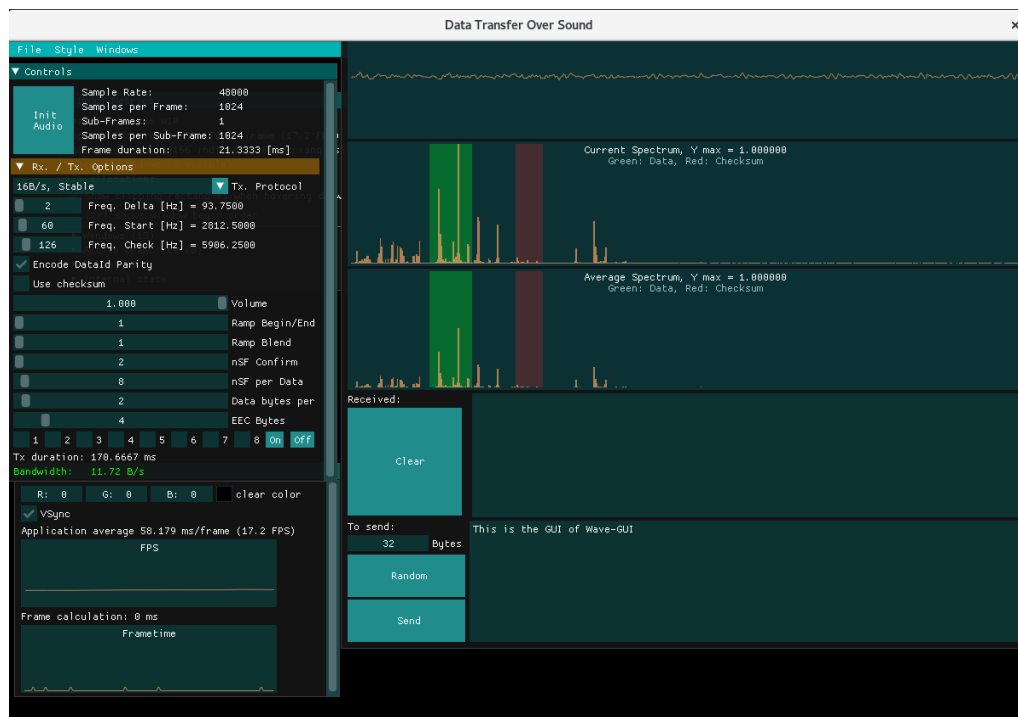 Data Transfer Over Sound
File Style Windows
Controls
Init Audio
Sample Rate: 48000
Samples per Frame: 1024
Sub-Frames: 1
Samples per Sub-Frame: 1024
Frame duration: 21.3333 [ms]
Rx. / Tx. Options
16B/s, Stable Tx. Protocol
2 Freq. Delta [Hz] = 93.7500
60 Freq. Start [Hz] = 2812.5000
126 Freq. Check [Hz] = 5906.2500
Encode DataId Parity
Use checksum
1.000 Volume
1 Ramp Begin/End
1 Ramp Blend
2 nSF Confirm
8 nSF per Data
2 Data bytes per
4 EEC Bytes
1 2 3 4 5 6 7 8 On Off
Tx duration: 170.6667 ms
Bandwidth: 11.72 B/s
R: 0 G: 0 B: 0 clear color
VSync
Application average 58.179 ms/frame (17.2 FPS)
FPS
Frame calculation: 0 ms
Frametime
Current Spectrum, Y max = 1.000000
Green: Data, Red: Checksum
Average Spectrum, Y max = 1.000000
Green: Data, Red: Checksum
Received:
Clear
To send:
32 Bytes
Random
Send
This is the GUI of Wave-GUI